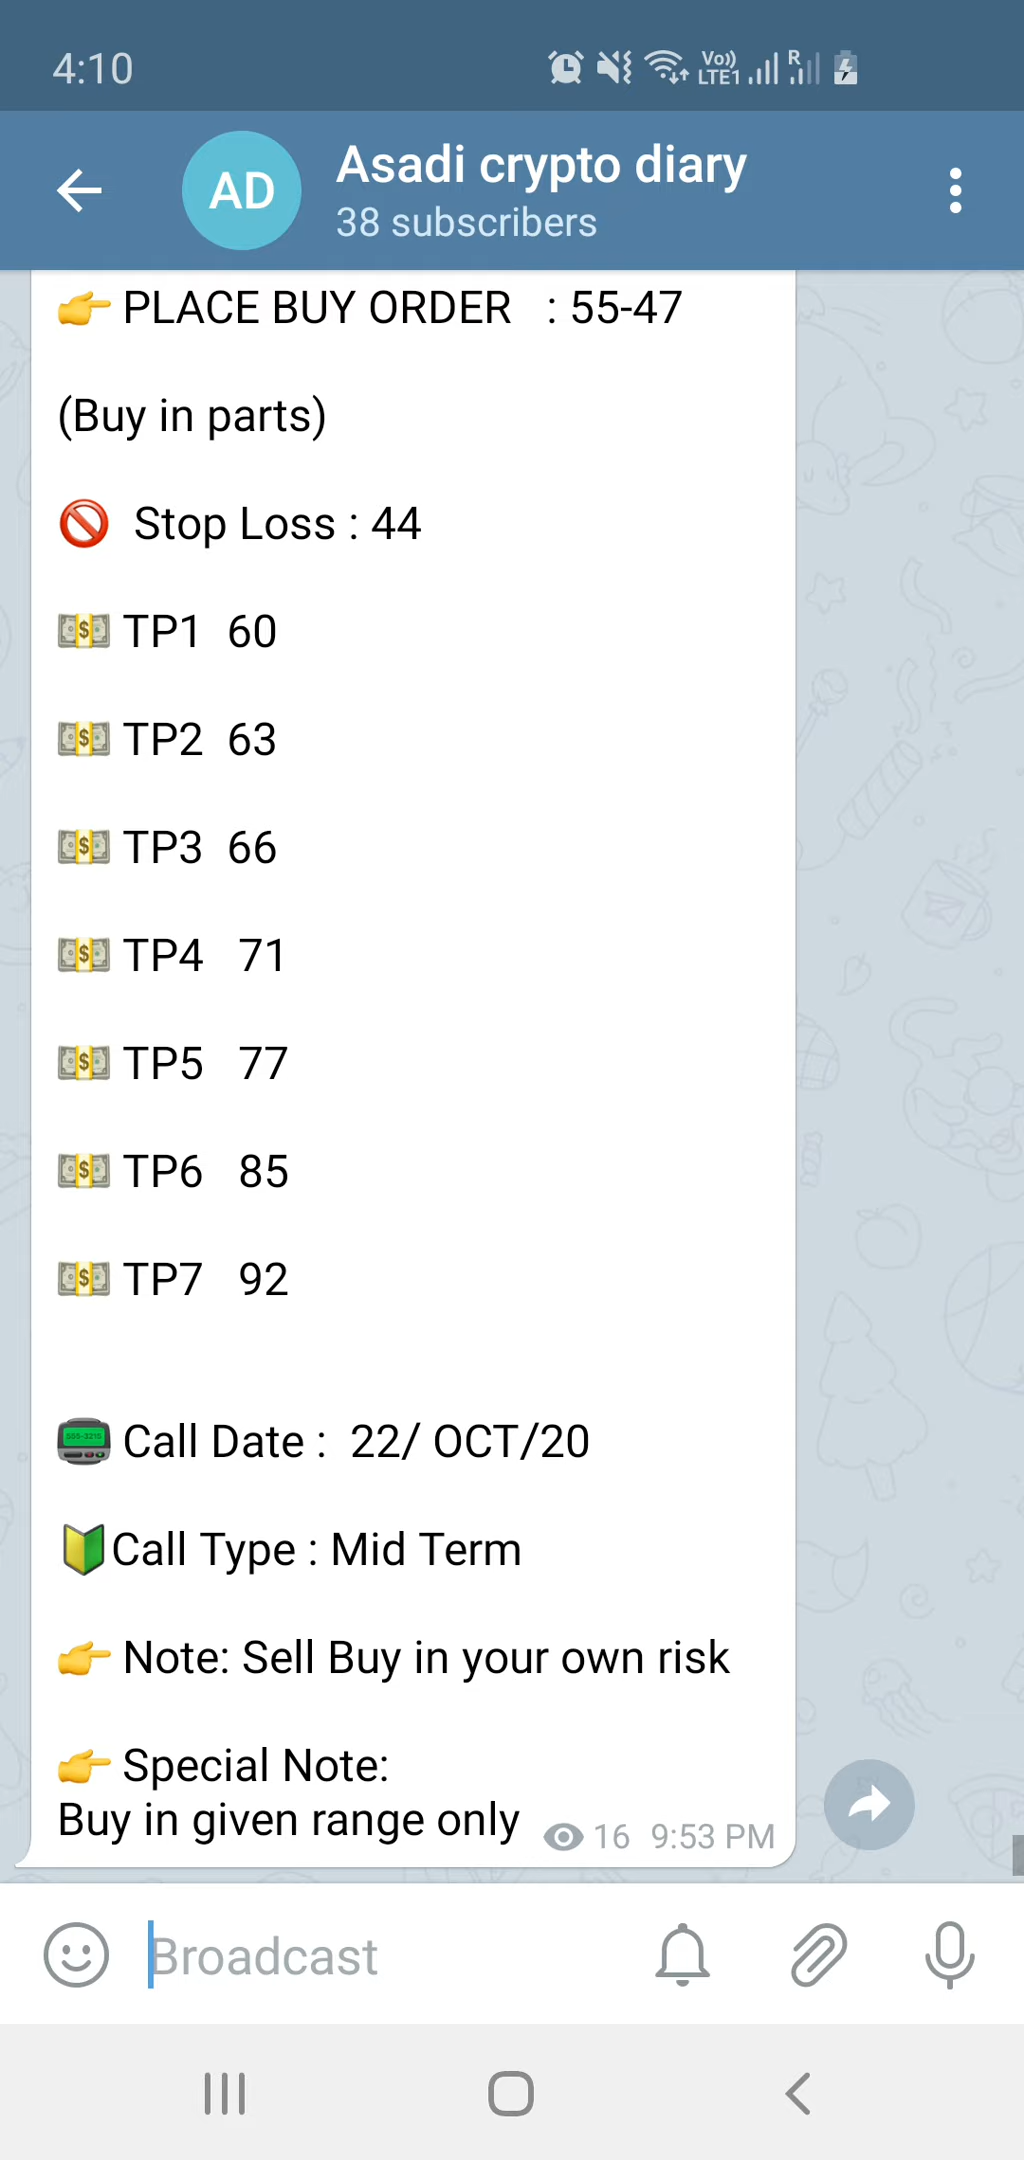 4:10
Vo)) LTE1 R
AD
Asadi crypto diary
38 subscribers
👉 PLACE BUY ORDER : 55-47
(Buy in parts)
🚫 Stop Loss : 44
💵 TP1 60
💵 TP2 63
💵 TP3 66
💵 TP4 71
💵 TP5 77
💵 TP6 85
💵 TP7 92
📟 Call Date : 22/ OCT/20
🔰Call Type : Mid Term
👉 Note: Sell Buy in your own risk
👉 Special Note:
Buy in given range only
16 9:53 PM
Broadcast